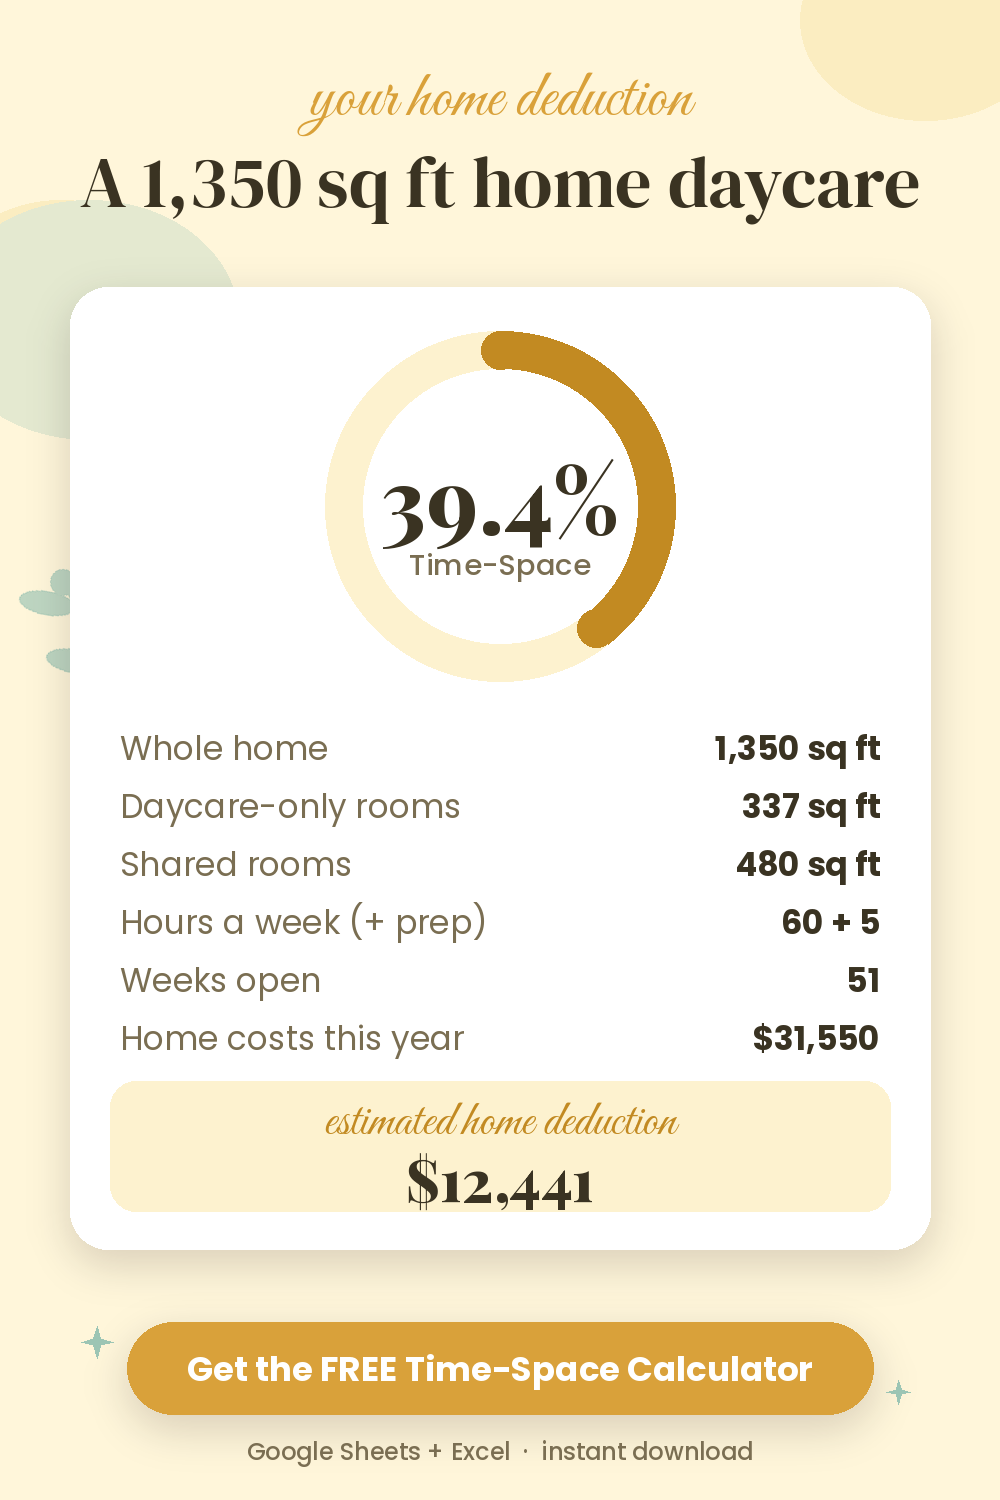 your home deduction
A 1,350 sq ft home daycare
39.4%
Time-Space
Whole home 1,350 sq ft
Daycare-only rooms 337 sq ft
Shared rooms 480 sq ft
Hours a week (+ prep) 60 + 5
Weeks open 51
Home costs this year $31,550
estimated home deduction
$12,441
Get the FREE Time-Space Calculator
Google Sheets + Excel · instant download